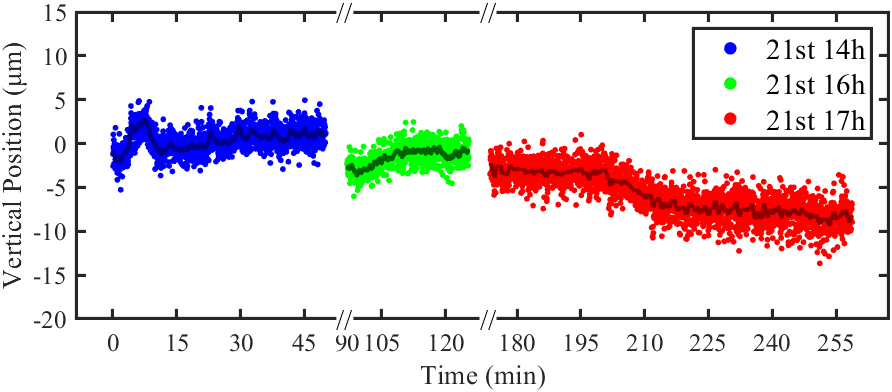 15
10
5
0
-5
-10
-15
-20
Vertical Position (μm)
21st 14h
21st 16h
21st 17h
0 15 30 45 90 105 120 180 195 210 225 240 255
Time (min)